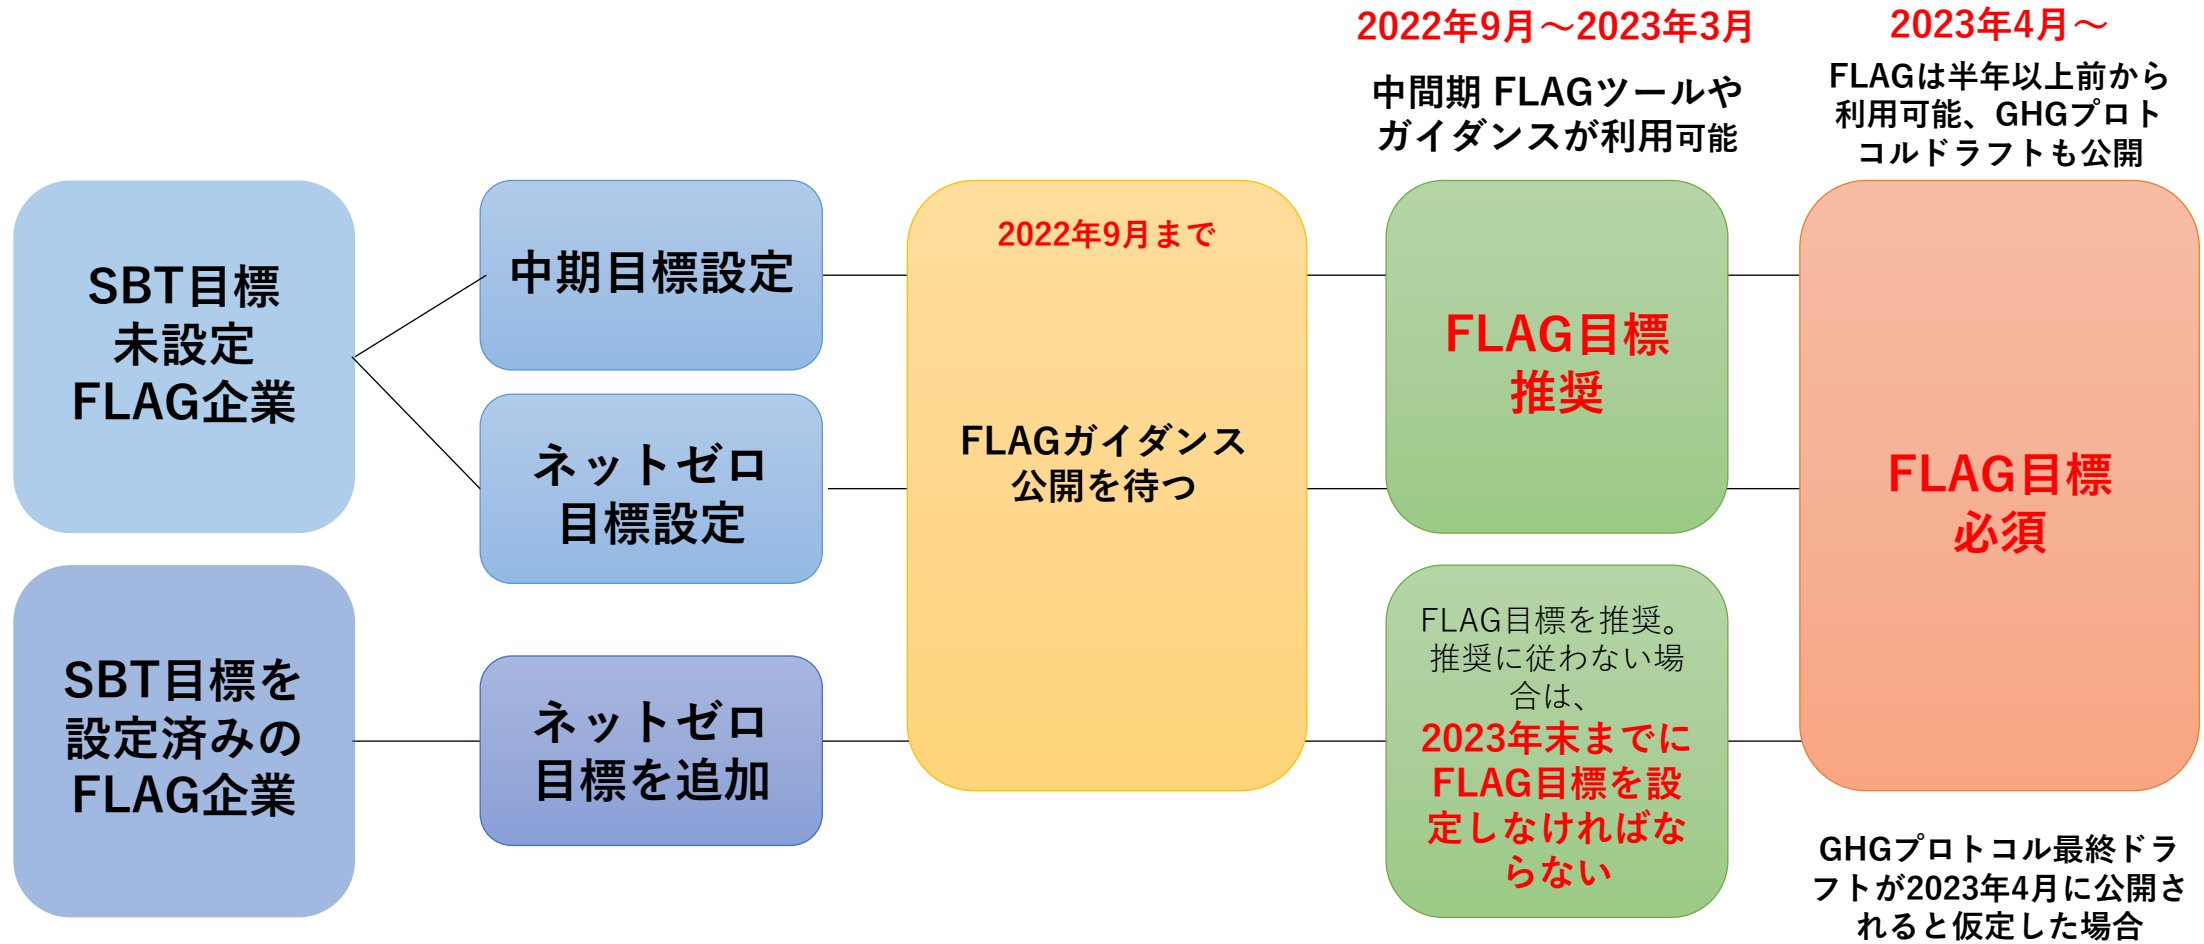 2022年9月～2023年3月
中間期 FLAGツールや
ガイダンスが利用可能
2023年4月～
FLAGは半年以上前から
利用可能、GHGプロト
コルドラフトも公開
SBT目標
未設定
FLAG企業
中期目標設定
ネットゼロ
目標設定
2022年9月まで
FLAGガイダンス
公開を待つ
FLAG目標
推奨
FLAG目標
必須
SBT目標を
設定済みの
FLAG企業
ネットゼロ
目標を追加
FLAG目標を推奨。
推奨に従わない場
合は、
2023年末までに
FLAG目標を設
定しなければな
らない
GHGプロトコル最終ドラ
フトが2023年4月に公開さ
れると仮定した場合